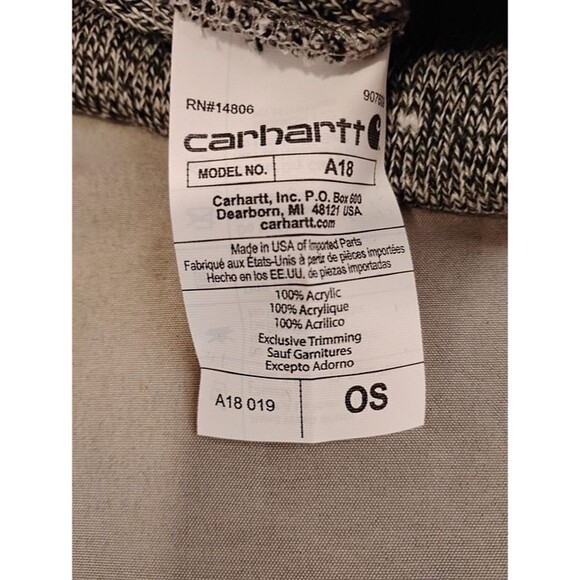 RN#14806
carhartt
MODEL NO. A18
Carhartt, Inc. P.O. Box 600
Dearborn, MI 48121 USA
carhartt.com
Made in USA of Imported Parts
Fabriqué aux États-Unis à partir de pièces importées
Hecho en los EE.UU. de piezas importadas
100% Acrylic
100% Acrylique
100% Acrilico
Exclusive Trimming
Sauf Garnitures
Excepto Adorno
A18 019 OS